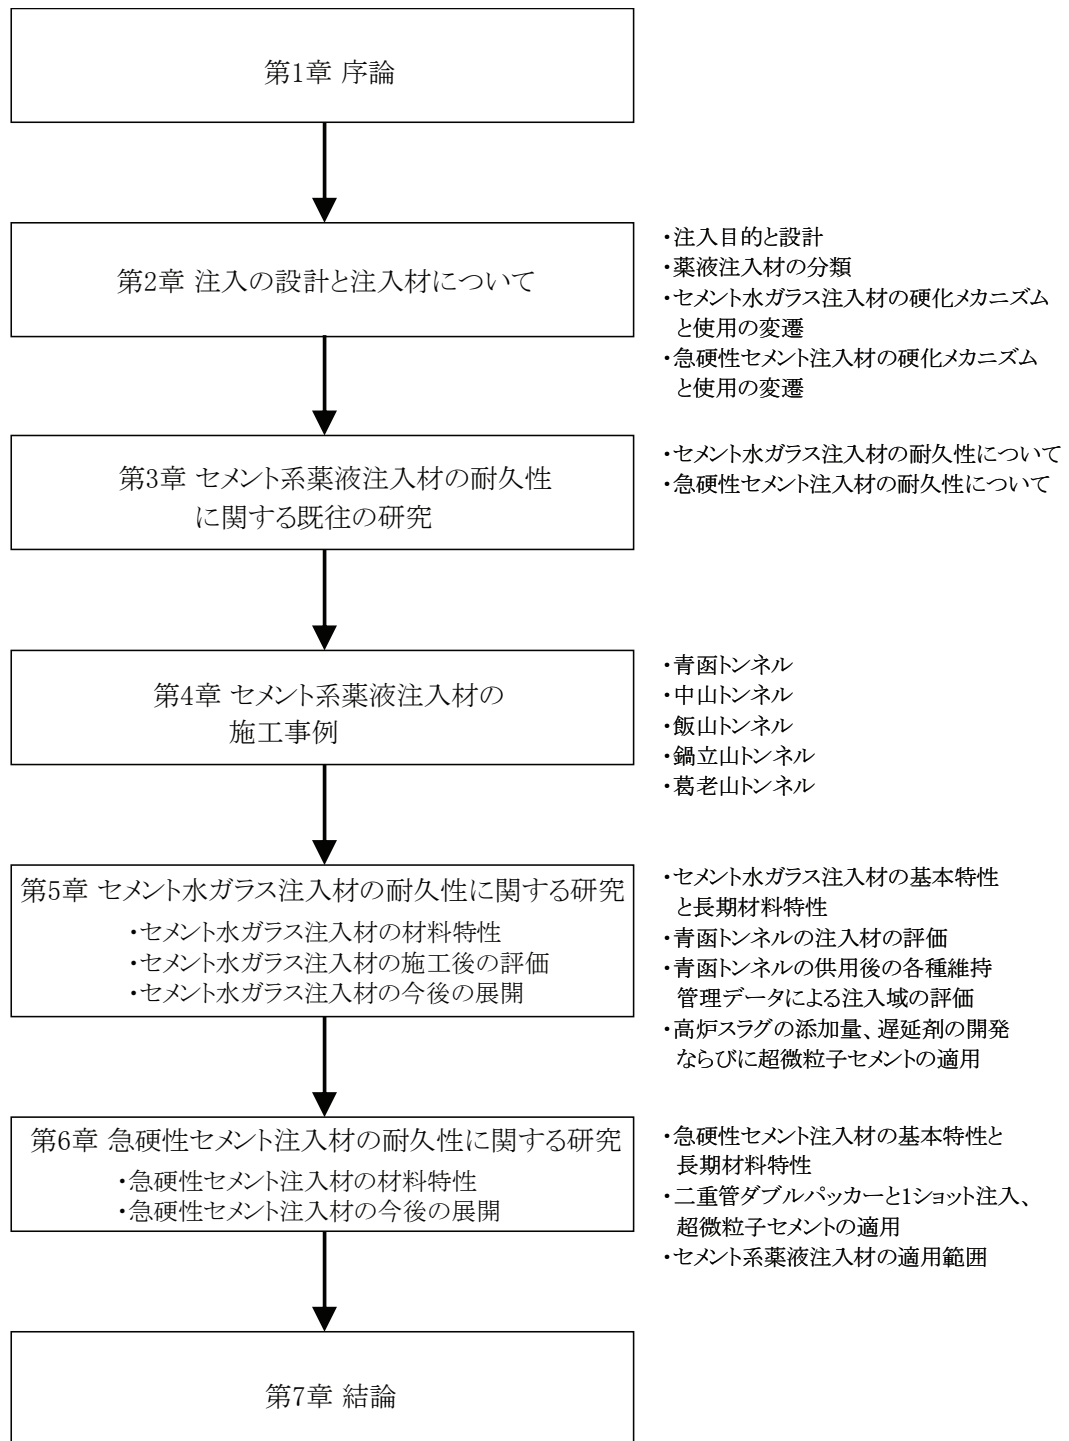 第1章 序論
第2章 注入の設計と注入材について
・注入目的と設計
・薬液注入材の分類
・セメント水ガラス注入材の硬化メカニズム
と使用の変遷
・急硬性セメント注入材の硬化メカニズム
と使用の変遷
第3章 セメント系薬液注入材の耐久性
に関する既往の研究
・セメント水ガラス注入材の耐久性について
・急硬性セメント注入材の耐久性について
第4章 セメント系薬液注入材の
施工事例
・青函トンネル
・中山トンネル
・飯山トンネル
・鍋立山トンネル
・葛老山トンネル
第5章 セメント水ガラス注入材の耐久性に関する研究
・セメント水ガラス注入材の材料特性
・セメント水ガラス注入材の施工後の評価
・セメント水ガラス注入材の今後の展開
・セメント水ガラス注入材の基本特性
と長期材料特性
・青函トンネルの注入材の評価
・青函トンネルの供用後の各種維持
管理データによる注入域の評価
・高炉スラグの添加量、遅延剤の開発
ならびに超微粒子セメントの適用
第6章 急硬性セメント注入材の耐久性に関する研究
・急硬性セメント注入材の材料特性
・急硬性セメント注入材の今後の展開
・急硬性セメント注入材の基本特性と
長期材料特性
・二重管ダブルパッカーと1ショット注入、
超微粒子セメントの適用
・セメント系薬液注入材の適用範囲
第7章 結論